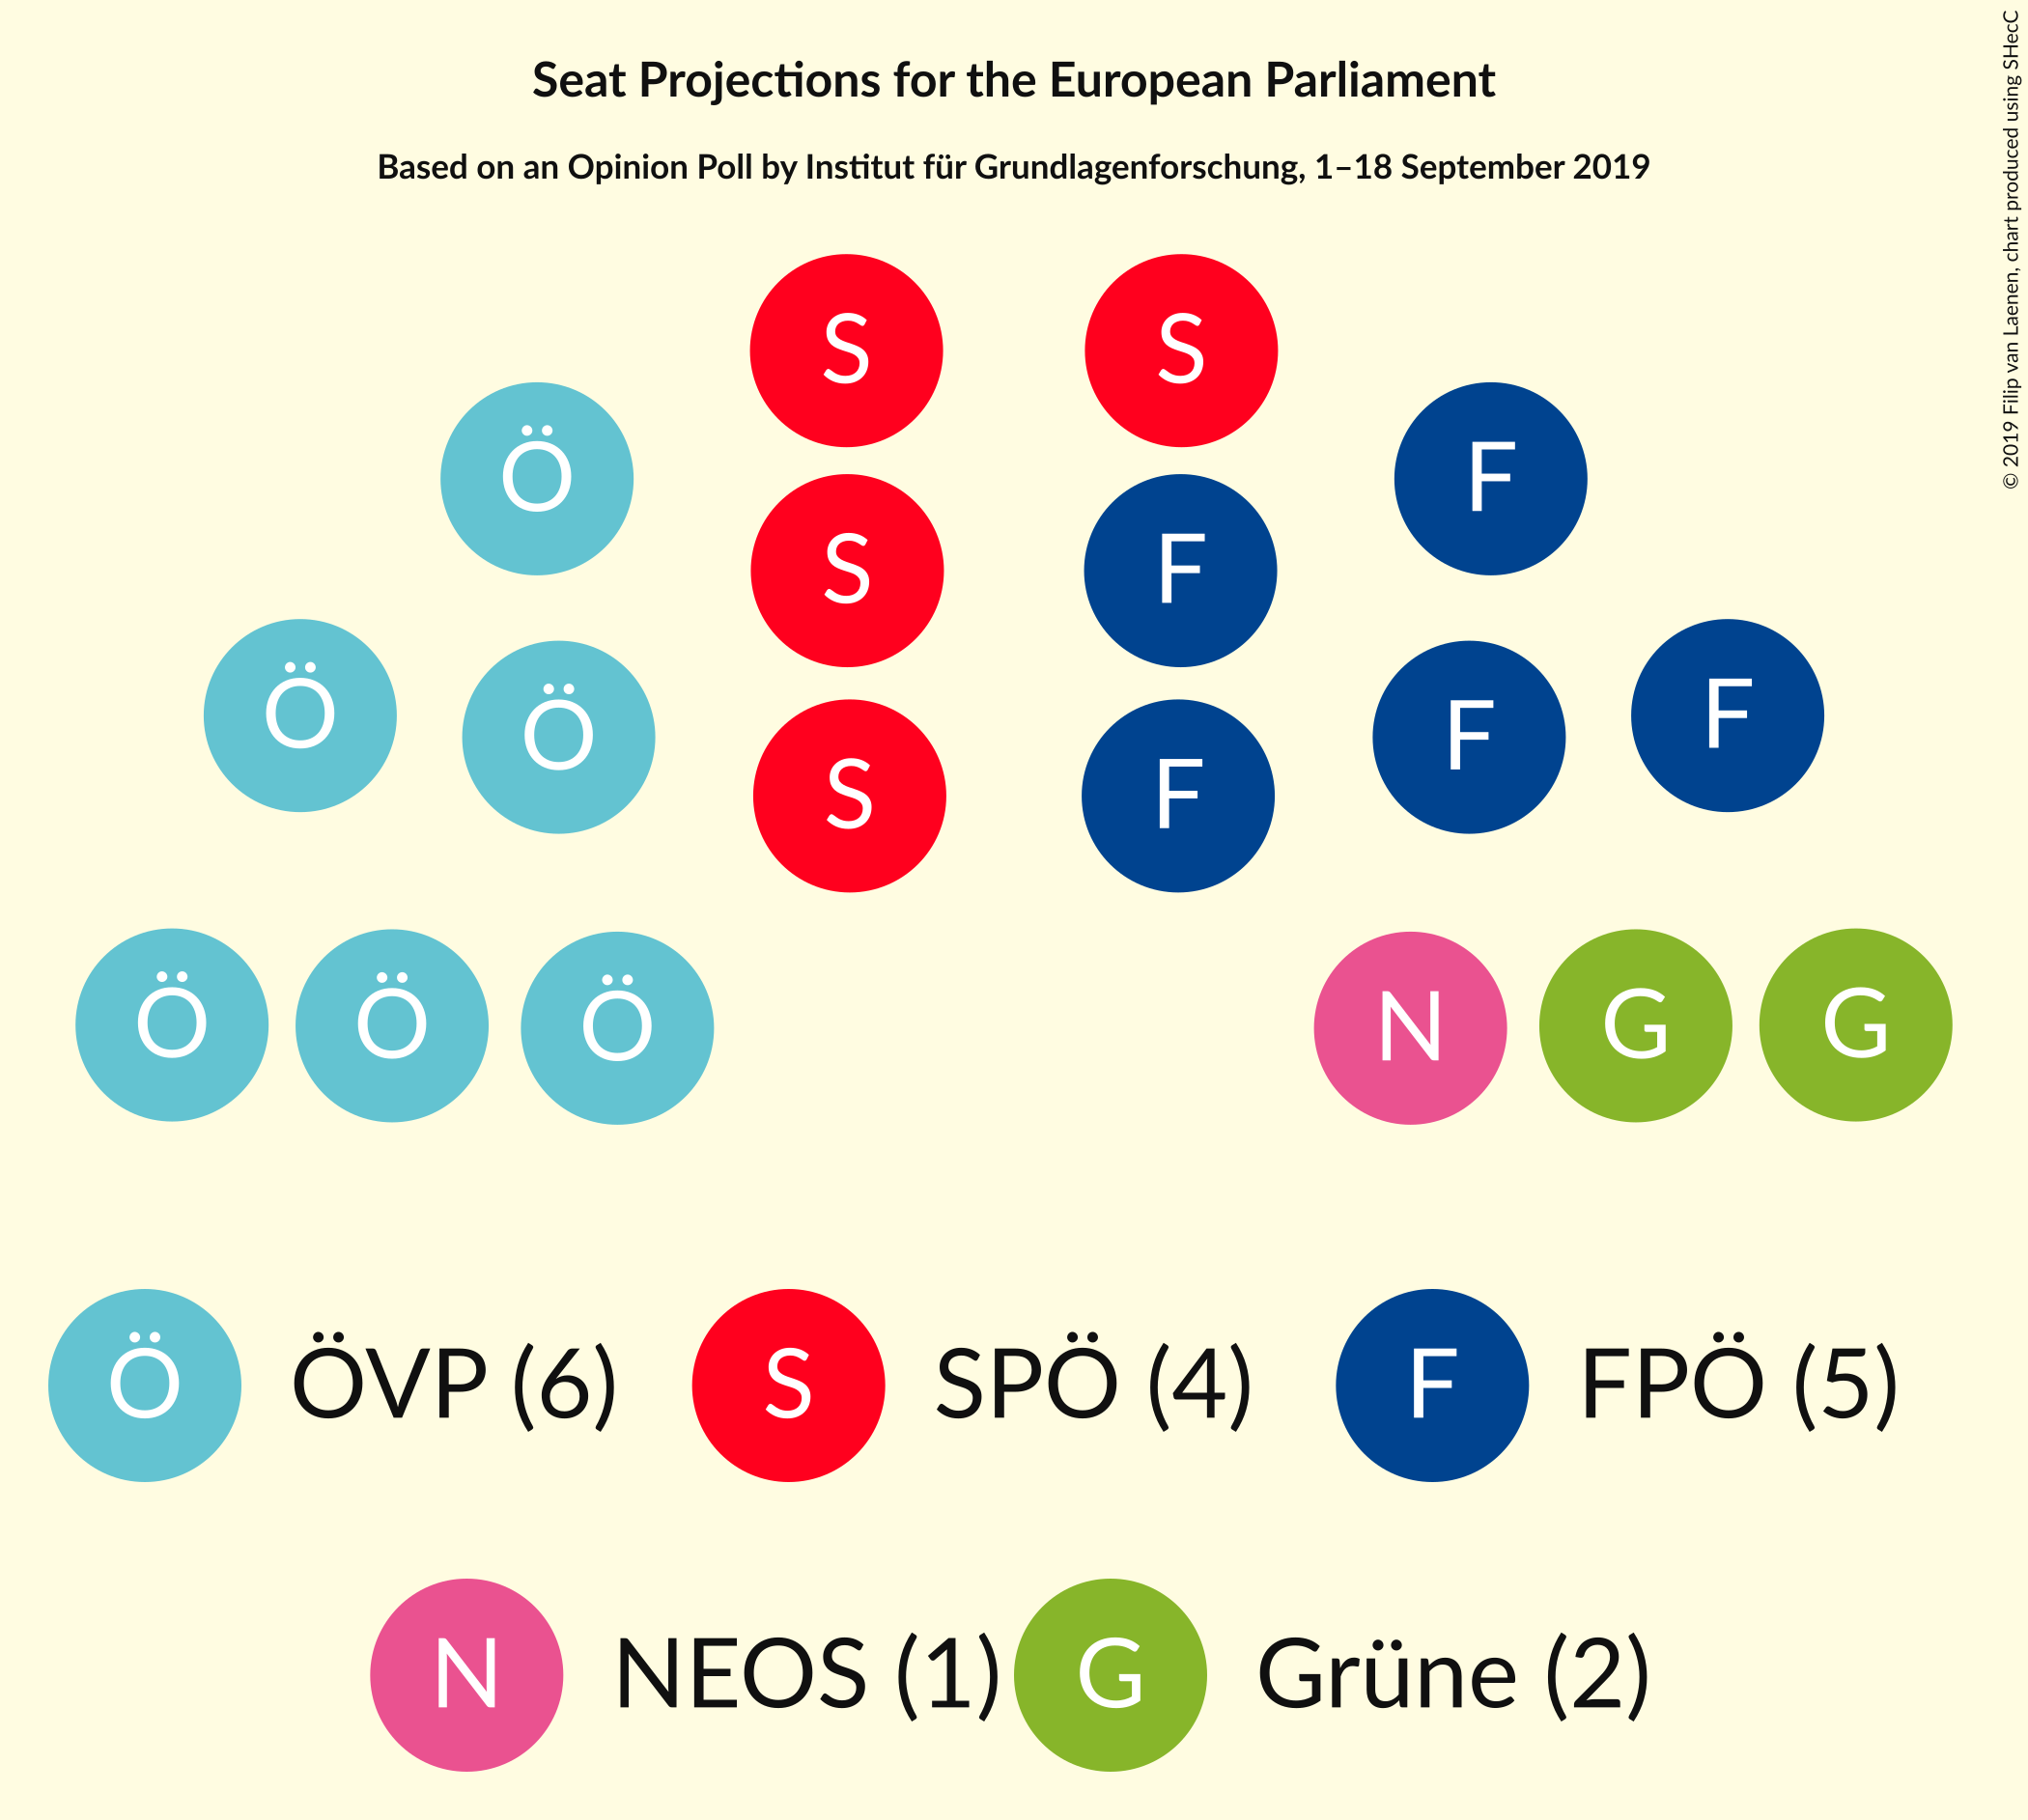 Seat Projections for the European Parliament
Based on an Opinion Poll by Institut für Grundlagenforschung, 1–18 September 2019
© 2019 Filip van Laenen, chart produced using SHecC
S S
Ö F
S F
Ö Ö F F
S F
Ö Ö Ö N G G
Ö ÖVP (6) S SPÖ (4) F FPÖ (5)
N NEOS (1) G Grüne (2)